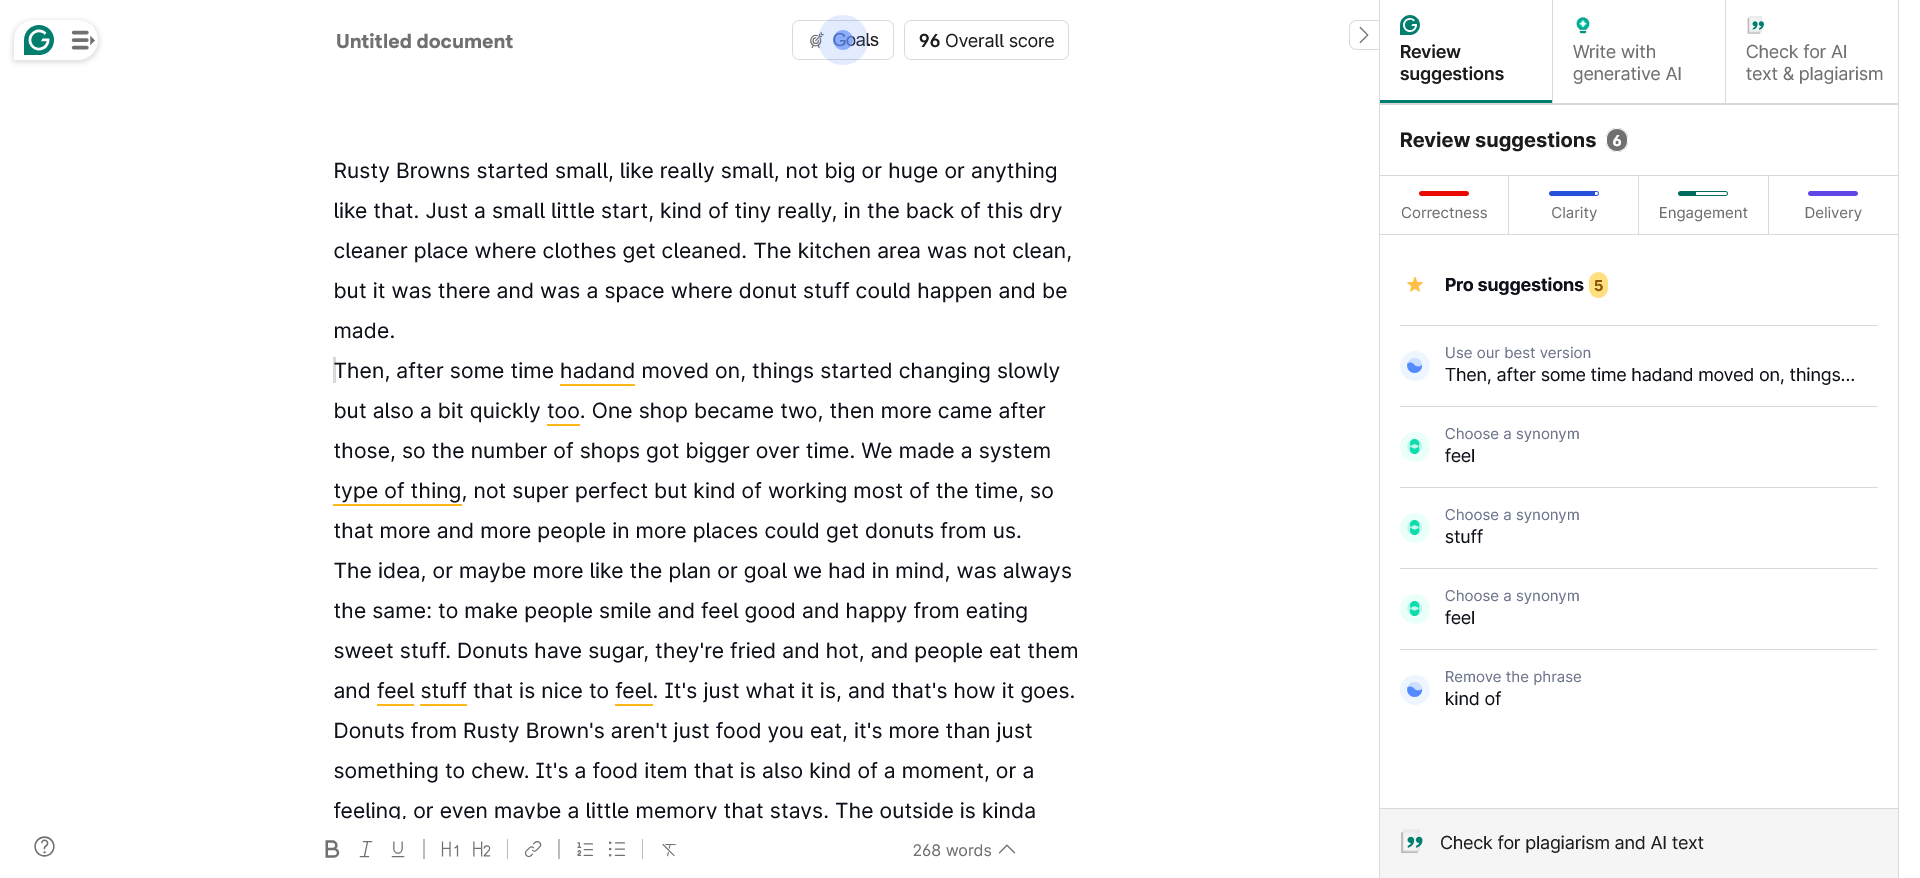 Untitled document
Goals
96 Overall score
Rusty Browns started small, like really small, not big or huge or anything
like that. Just a small little start, kind of tiny really, in the back of this dry
cleaner place where clothes get cleaned. The kitchen area was not clean,
but it was there and was a space where donut stuff could happen and be
made.
Then, after some time hadand moved on, things started changing slowly
but also a bit quickly too. One shop became two, then more came after
those, so the number of shops got bigger over time. We made a system
type of thing, not super perfect but kind of working most of the time, so
that more and more people in more places could get donuts from us.
The idea, or maybe more like the plan or goal we had in mind, was always
the same: to make people smile and feel good and happy from eating
sweet stuff. Donuts have sugar, they're fried and hot, and people eat them
and feel stuff that is nice to feel. It's just what it is, and that's how it goes.
Donuts from Rusty Brown's aren't just food you eat, it's more than just
something to chew. It's a food item that is also kind of a moment, or a
feeling, or even maybe a little memory that stays. The outside is kinda
B I U H1 H2
268 words
Review
suggestions
Write with
generative AI
Check for AI
text & plagiarism
Review suggestions 6
Correctness
Clarity
Engagement
Delivery
Pro suggestions 5
Use our best version
Then, after some time hadand moved on, things...
Choose a synonym
feel
Choose a synonym
stuff
Choose a synonym
feel
Remove the phrase
kind of
Check for plagiarism and AI text